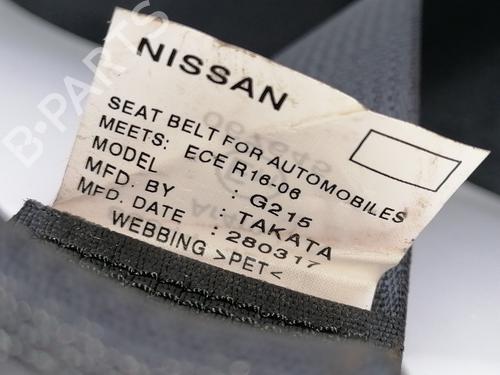 NISSAN
SEAT BELT FOR AUTOMOBILES
MEETS: ECE R16-06
MODEL : G215
MFD. BY : TAKATA
MFD. DATE : 280317
WEBBING >PET<
B-PARTS